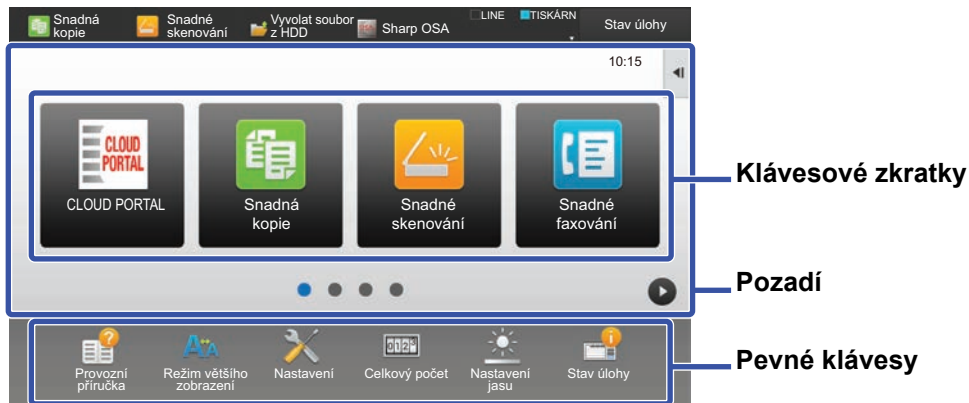 Snadná kopie
Snadné skenování
Vyvolat soubor z HDD
Sharp OSA
LINE
TISKÁRN
Stav úlohy
10:15
CLOUD PORTAL
CLOUD PORTAL
Snadná kopie
Snadné skenování
Snadné faxování
Klávesové zkratky
Pozadí
Provozní příručka
Režim většího zobrazení
Nastavení
Celkový počet
Nastavení jasu
Stav úlohy
Pevné klávesy